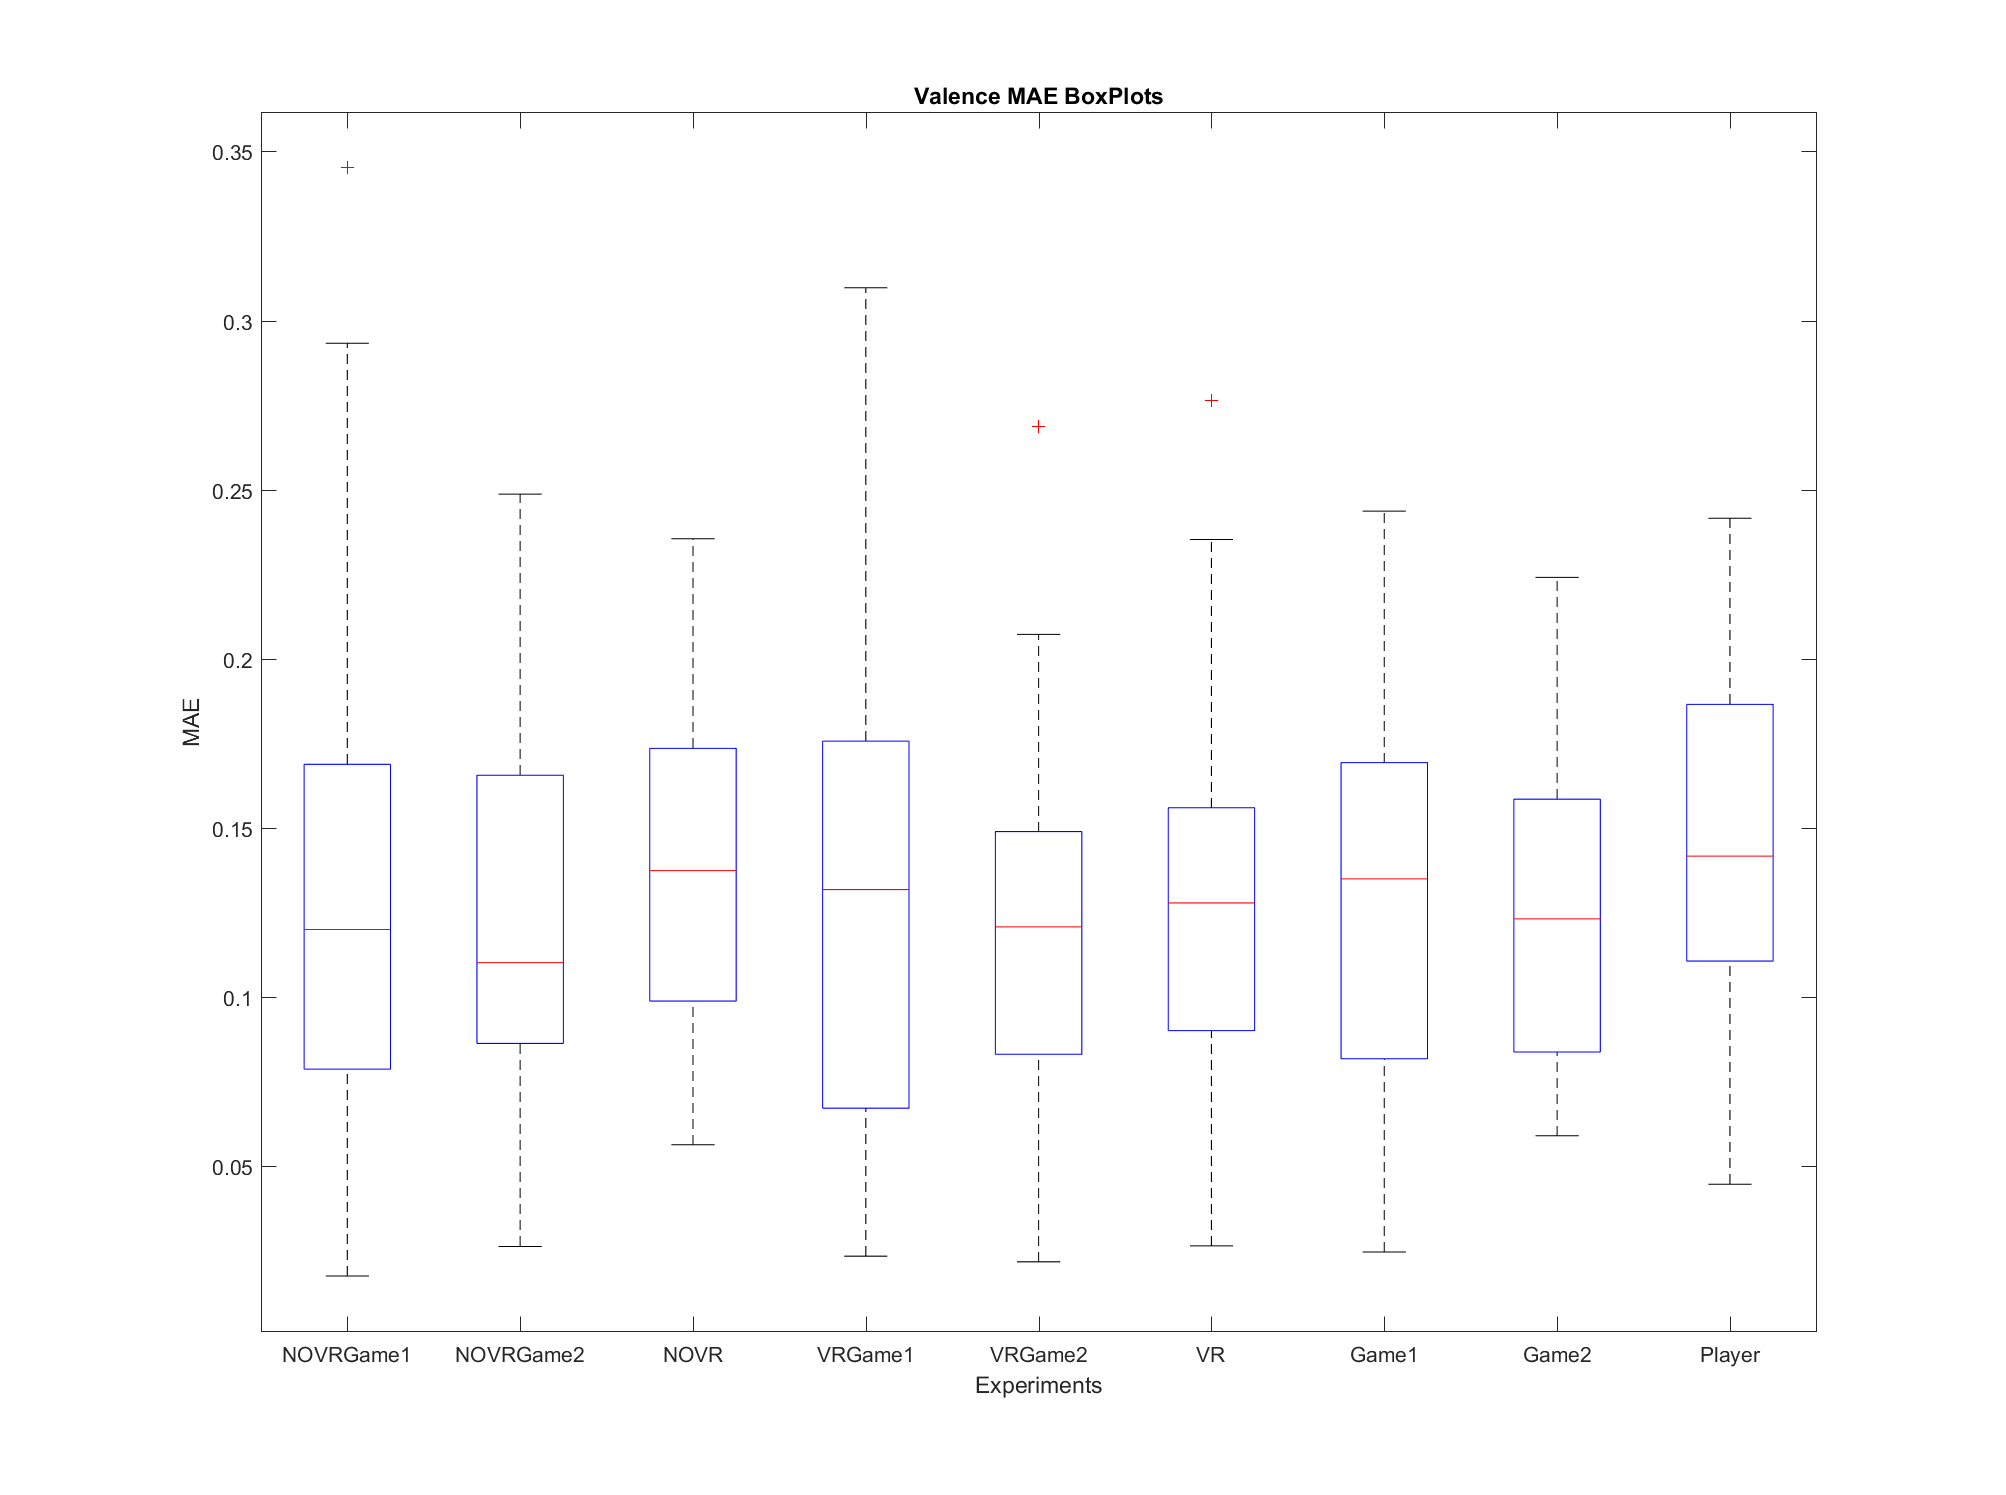 Valence MAE BoxPlots
0.35
0.3
0.25
0.2
0.15
0.1
0.05
MAE
NOVRGame1 NOVRGame2 NOVR VRGame1 VRGame2 VR Game1 Game2 Player
Experiments